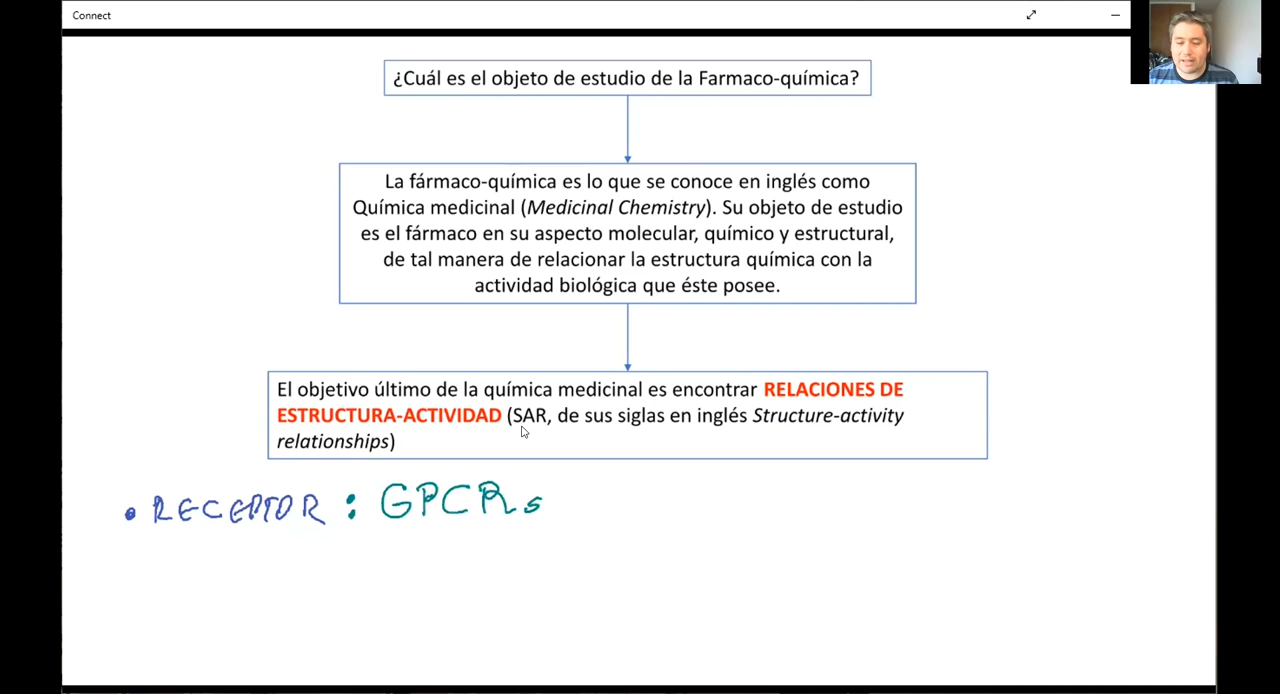 Connect
¿Cuál es el objeto de estudio de la Farmaco-química?
La fármaco-química es lo que se conoce en inglés como
Química medicinal (Medicinal Chemistry). Su objeto de estudio
es el fármaco en su aspecto molecular, químico y estructural,
de tal manera de relacionar la estructura química con la
actividad biológica que éste posee.
El objetivo último de la química medicinal es encontrar RELACIONES DE
ESTRUCTURA-ACTIVIDAD (SAR, de sus siglas en inglés Structure-activity
relationships)
• RECEPTOR : GPCRs